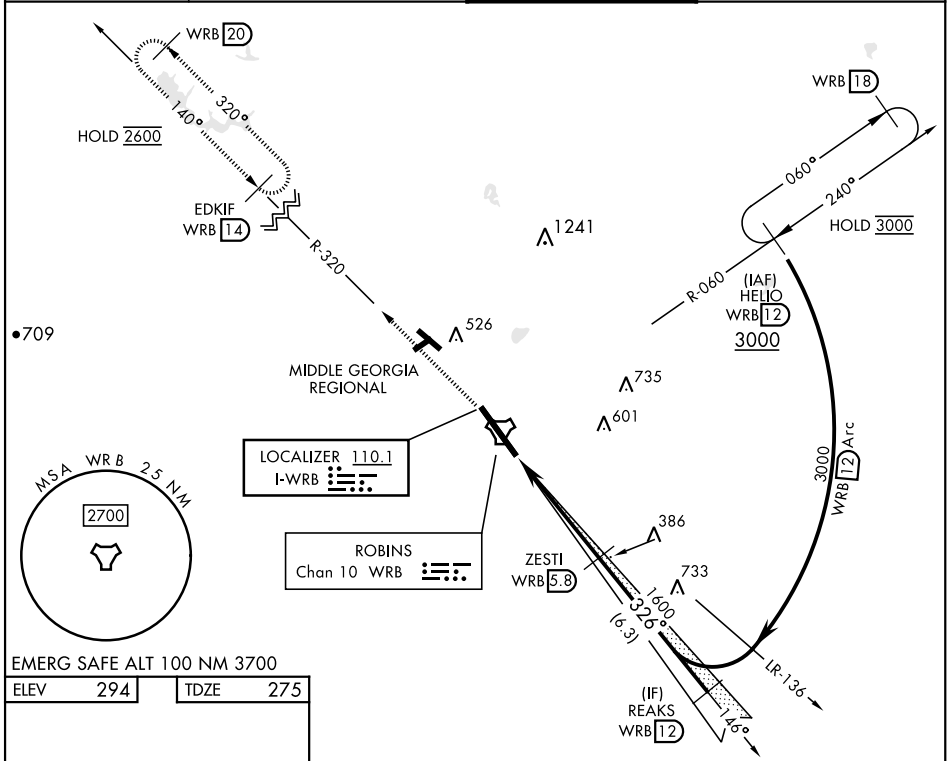 WRB 20
320°
140°
HOLD 2600
EDKIF
WRB 14
R-320
WRB 18
060°
240°
HOLD 3000
R-060
(IAF)
HELIO
WRB 12
3000
1241
709
526
MIDDLE GEORGIA
REGIONAL
735
601
LOCALIZER 110.1
I-WRB
3000
WRB 12 Arc
MSA WRB 25 NM
2700
ROBINS
Chan 10 WRB
386
ZESTI
WRB 5.8
733
1600
326°
(6.3)
LR-136
(IF)
REAKS
WRB 12
146°
EMERG SAFE ALT 100 NM 3700
ELEV 294
TDZE 275